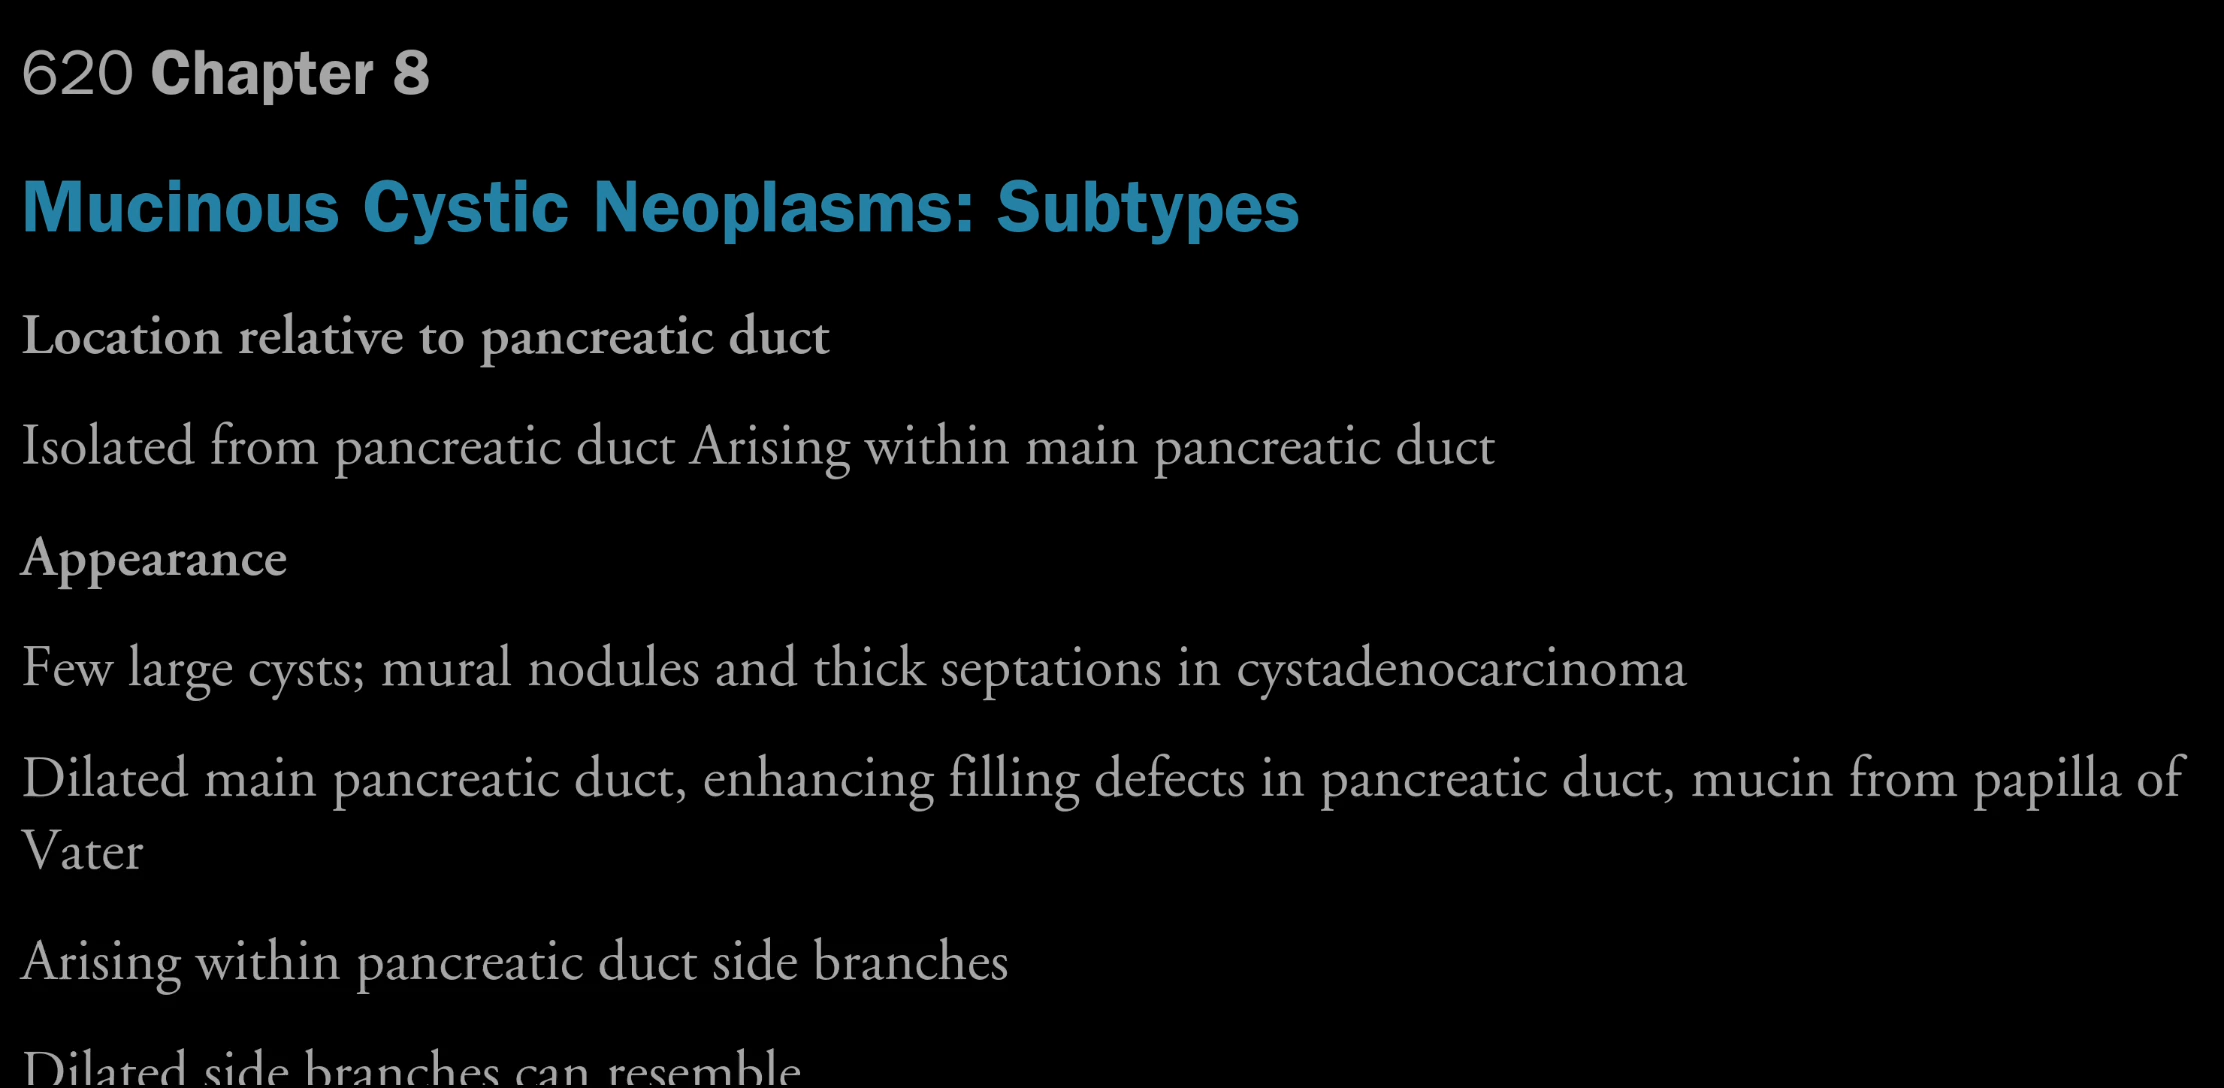 620 Chapter 8
Mucinous Cystic Neoplasms: Subtypes
Location relative to pancreatic duct
Isolated from pancreatic duct Arising within main pancreatic duct
Appearance
Few large cysts; mural nodules and thick septations in cystadenocarcinoma
Dilated main pancreatic duct, enhancing filling defects in pancreatic duct, mucin from papilla of
Vater
Arising within pancreatic duct side branches
Dilated side branches can resemble